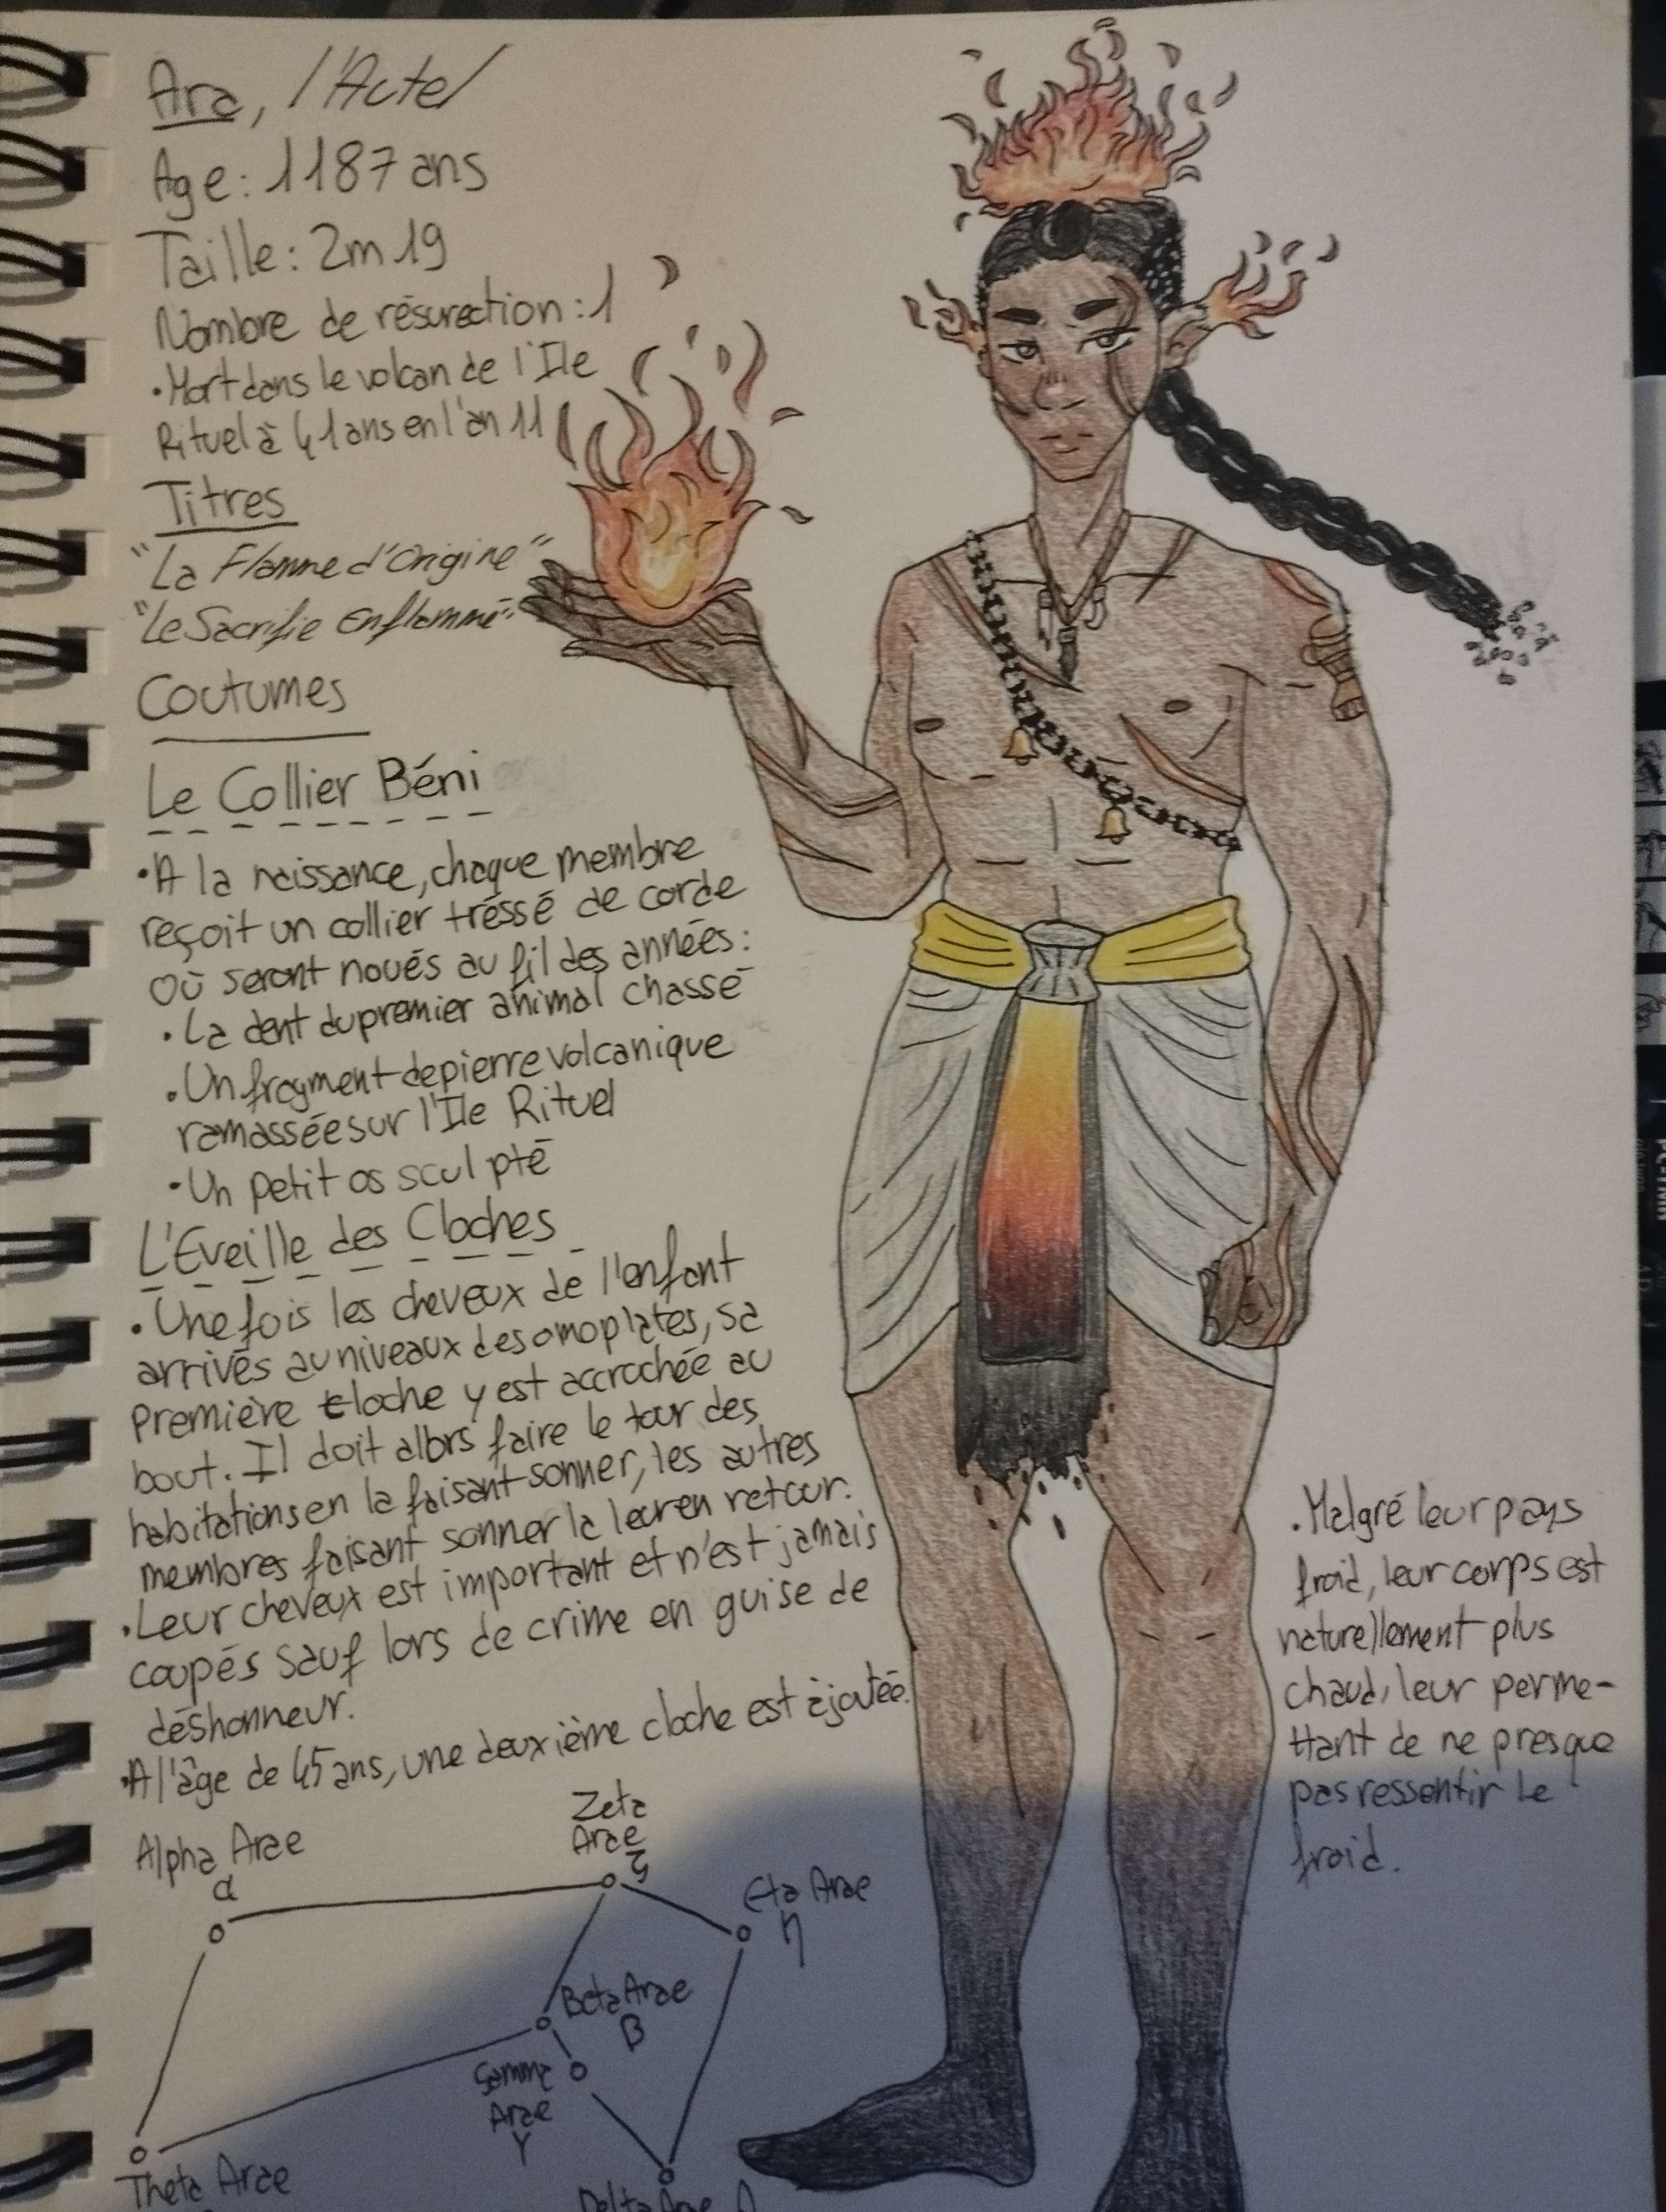 Ara, l'Autel
Age : 1187 ans
Taille : 2m19
Nombre de résurection : 1
• Mort dans le volcan de l'Ile
Rituel à 41 ans en l'an 11
Titres
"La Flamme d'Origine"
"Le Sacrifie Enflammé"
Coutumes
Le Collier Béni
• A la naissance, chaque membre
reçoit un collier tréssé de corde
où seront noués au fil des années :
• La dent du premier animal chassé
• Un fragment de pierre volcanique
ramassée sur l'Ile Rituel
• Un petit os sculpté
L'Eveille des Cloches
• Une fois les cheveux de l'enfant
arrivés au niveaux des omoplates, sa
première cloche y est accrochée au
bout. Il doit alors faire le tour des
habitations en la faisant sonner, les autres
membres faisant sonner la leur en retour.
• Leur cheveux est important et n'est jamais
coupés sauf lors de crime en guise de
déshonneur.
• A l'âge de 45 ans, une deuxième cloche est ajoutée.
• Malgré leur pays
froid, leur corps est
naturellement plus
chaud, leur perme-
ttant de ne presque
pas ressentir le
froid.
Alpha Arae
α
Zeta
Arae
ζ
Eta Arae
η
Beta Arae
B
Gamma
Arae
γ
Theta Arae
Delta Arae